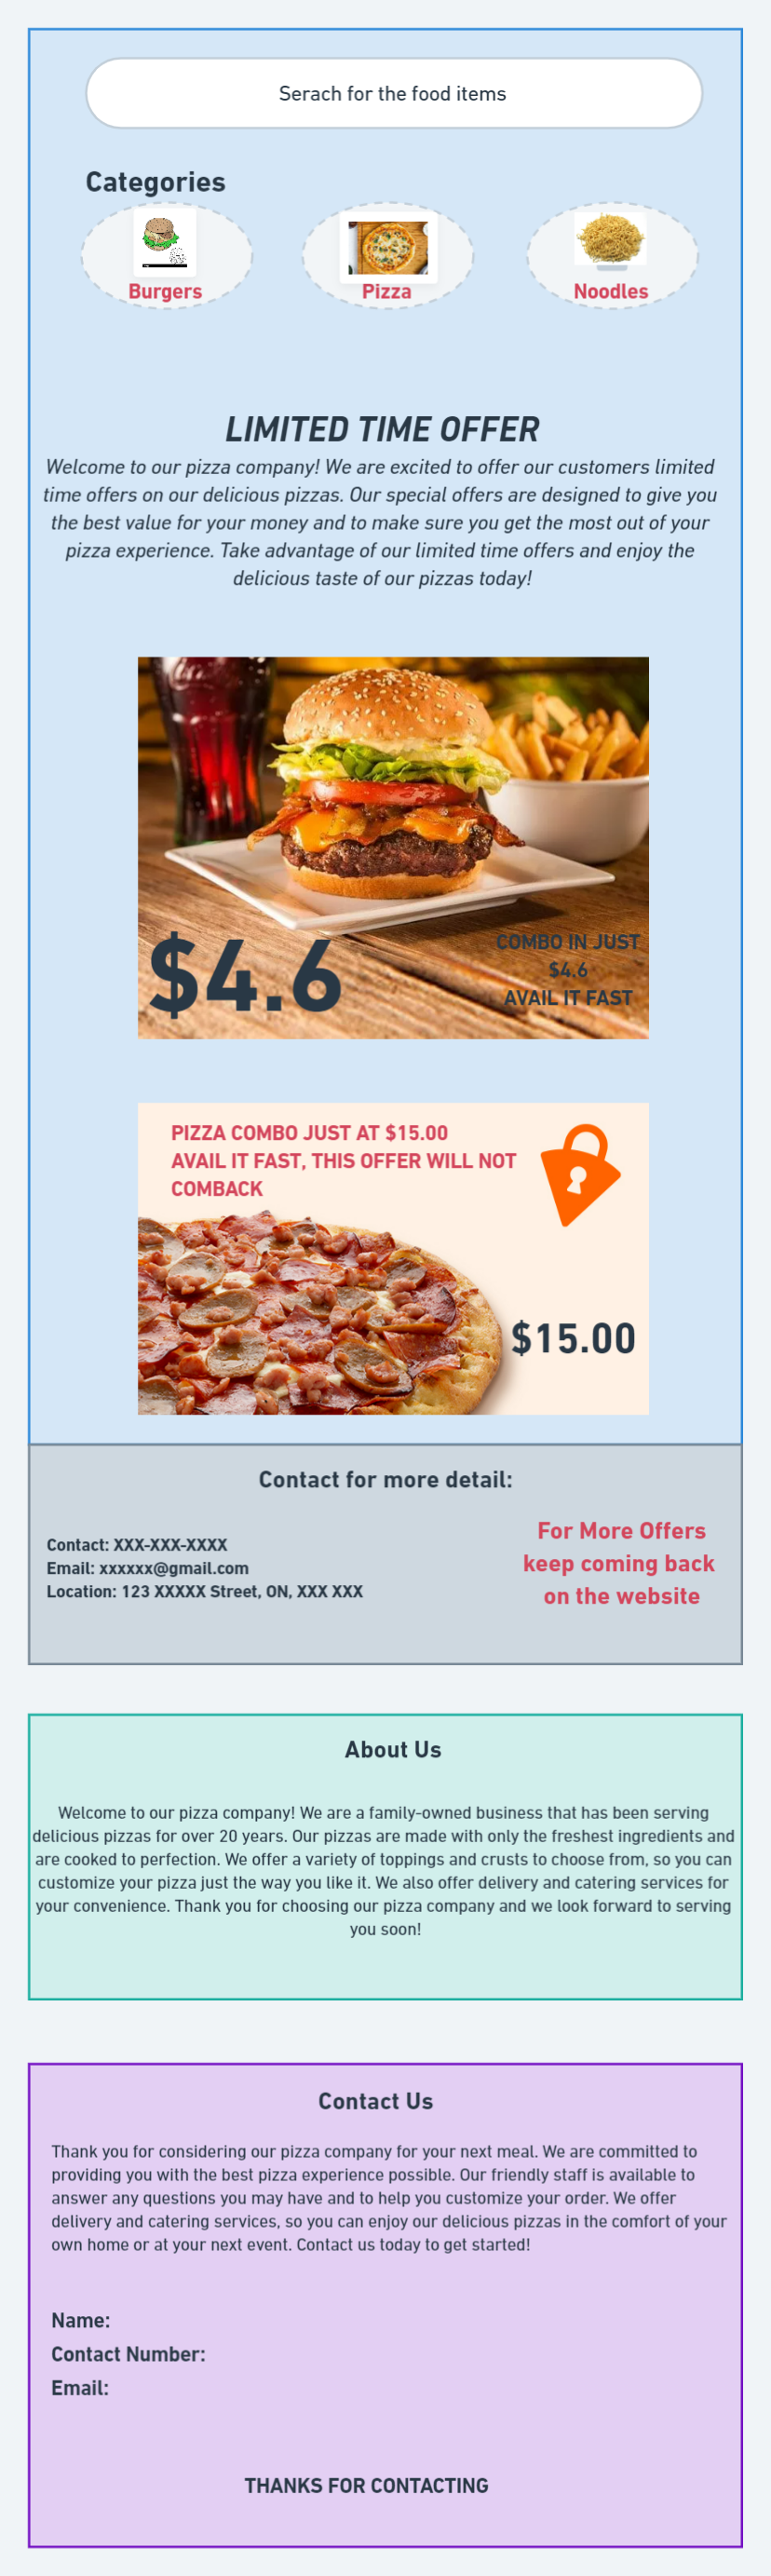 Serach for the food items
Categories
Burgers
Pizza
Noodles
LIMITED TIME OFFER
Welcome to our pizza company! We are excited to offer our customers limited
time offers on our delicious pizzas. Our special offers are designed to give you
the best value for your money and to make sure you get the most out of your
pizza experience. Take advantage of our limited time offers and enjoy the
delicious taste of our pizzas today!
$4.6
COMBO IN JUST
$4.6
AVAIL IT FAST
PIZZA COMBO JUST AT $15.00
AVAIL IT FAST, THIS OFFER WILL NOT
COMBACK
$15.00
Contact for more detail:
Contact: XXX-XXX-XXXX
Email: xxxxxx@gmail.com
Location: 123 XXXXX Street, ON, XXX XXX
For More Offers
keep coming back
on the website
About Us
Welcome to our pizza company! We are a family-owned business that has been serving
delicious pizzas for over 20 years. Our pizzas are made with only the freshest ingredients and
are cooked to perfection. We offer a variety of toppings and crusts to choose from, so you can
customize your pizza just the way you like it. We also offer delivery and catering services for
your convenience. Thank you for choosing our pizza company and we look forward to serving
you soon!
Contact Us
Thank you for considering our pizza company for your next meal. We are committed to
providing you with the best pizza experience possible. Our friendly staff is available to
answer any questions you may have and to help you customize your order. We offer
delivery and catering services, so you can enjoy our delicious pizzas in the comfort of your
own home or at your next event. Contact us today to get started!
Name:
Contact Number:
Email:
THANKS FOR CONTACTING